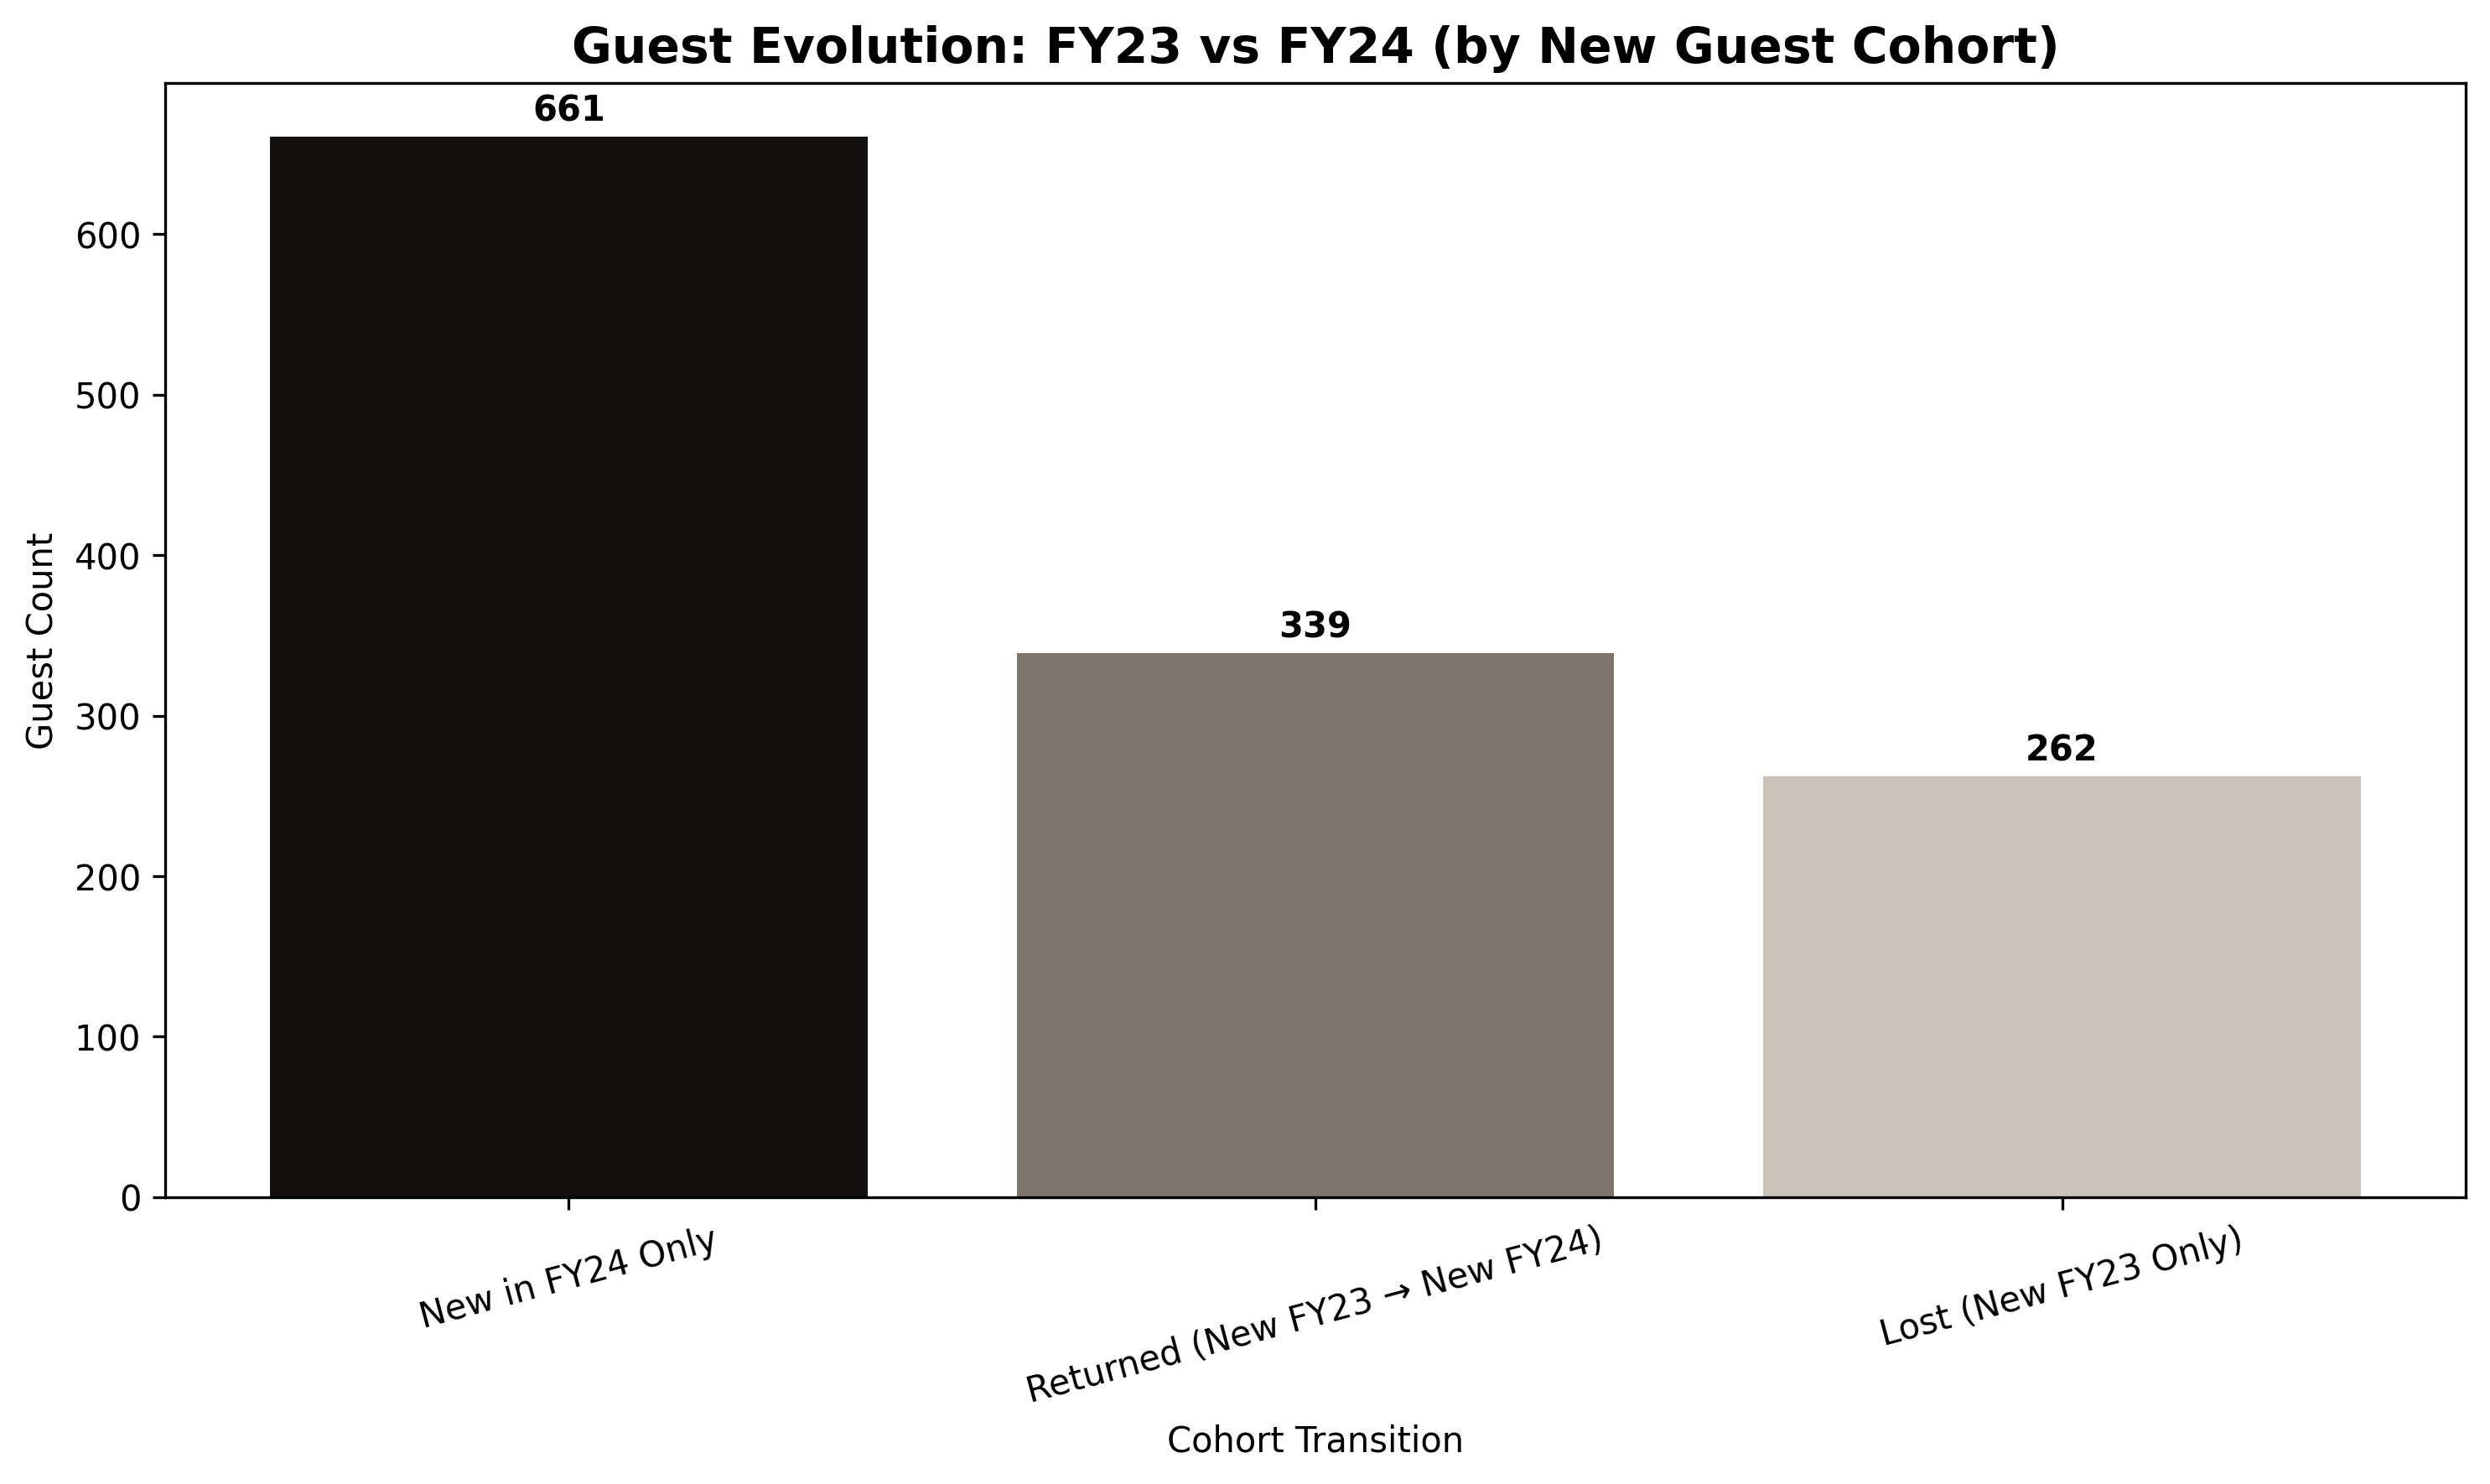 Guest Evolution: FY23 vs FY24 (by New Guest Cohort)
661
339
262
600
500
400
300
200
100
0
Guest Count
New in FY24 Only
Returned (New FY23 → New FY24)
Lost (New FY23 Only)
Cohort Transition